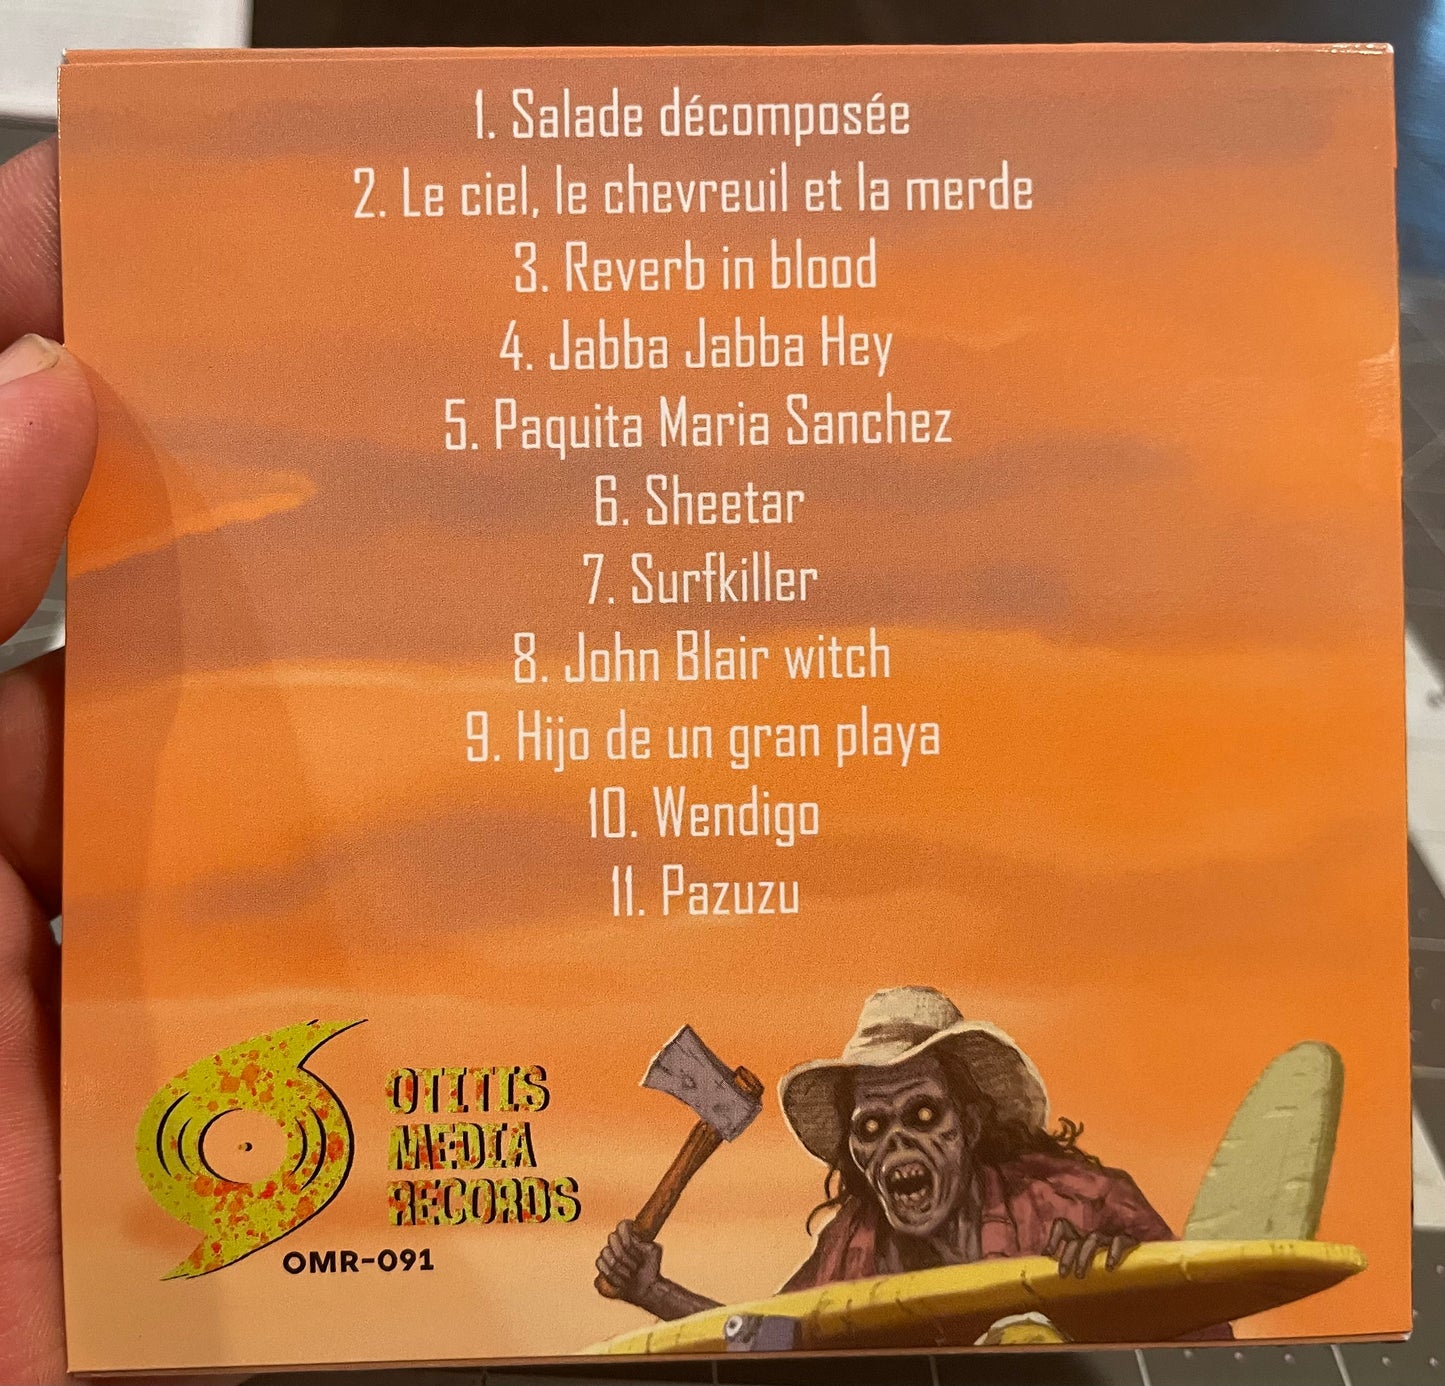 1. Salade décomposée
2. Le ciel, le chevreuil et la merde
3. Reverb in blood
4. Jabba Jabba Hey
5. Paquita Maria Sanchez
6. Sheetar
7. Surfkiller
8. John Blair witch
9. Hijo de un gran playa
10. Wendigo
11. Pazuzu
OTITIS
MEDIA
RECORDS
OMR-091